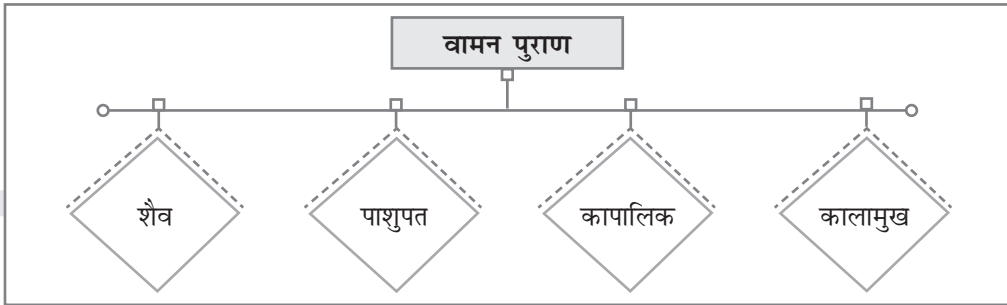 वामन पुराण
शैव
पाशुपत
कापालिक
कालामुख